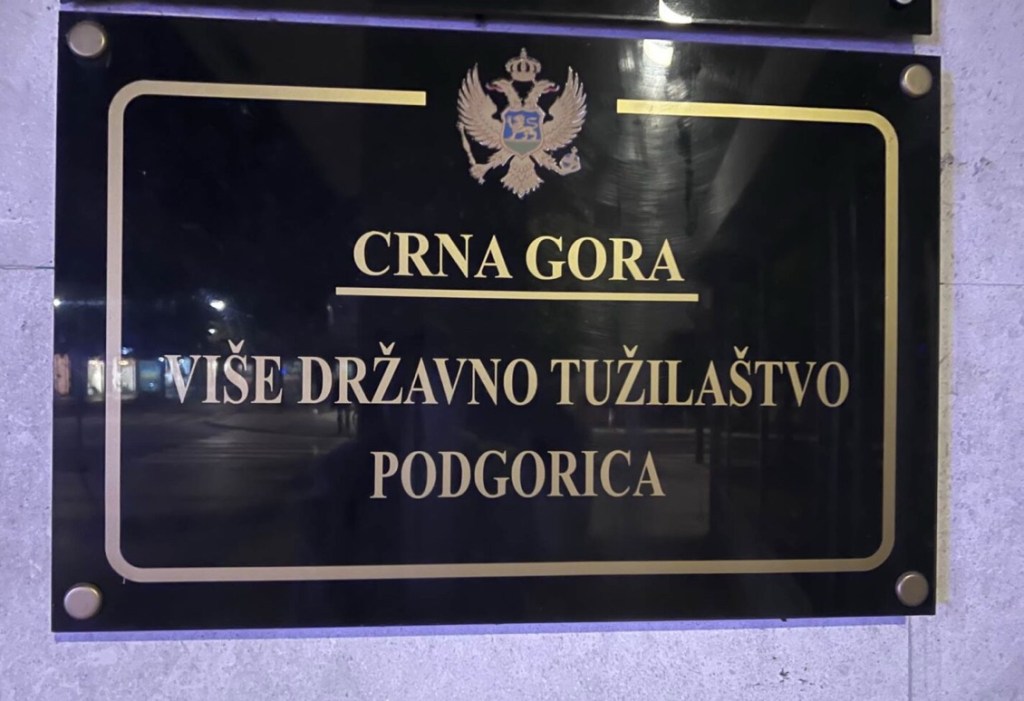 CRNA GORA
VIŠE DRŽAVNO TUŽILAŠTVO
PODGORICA